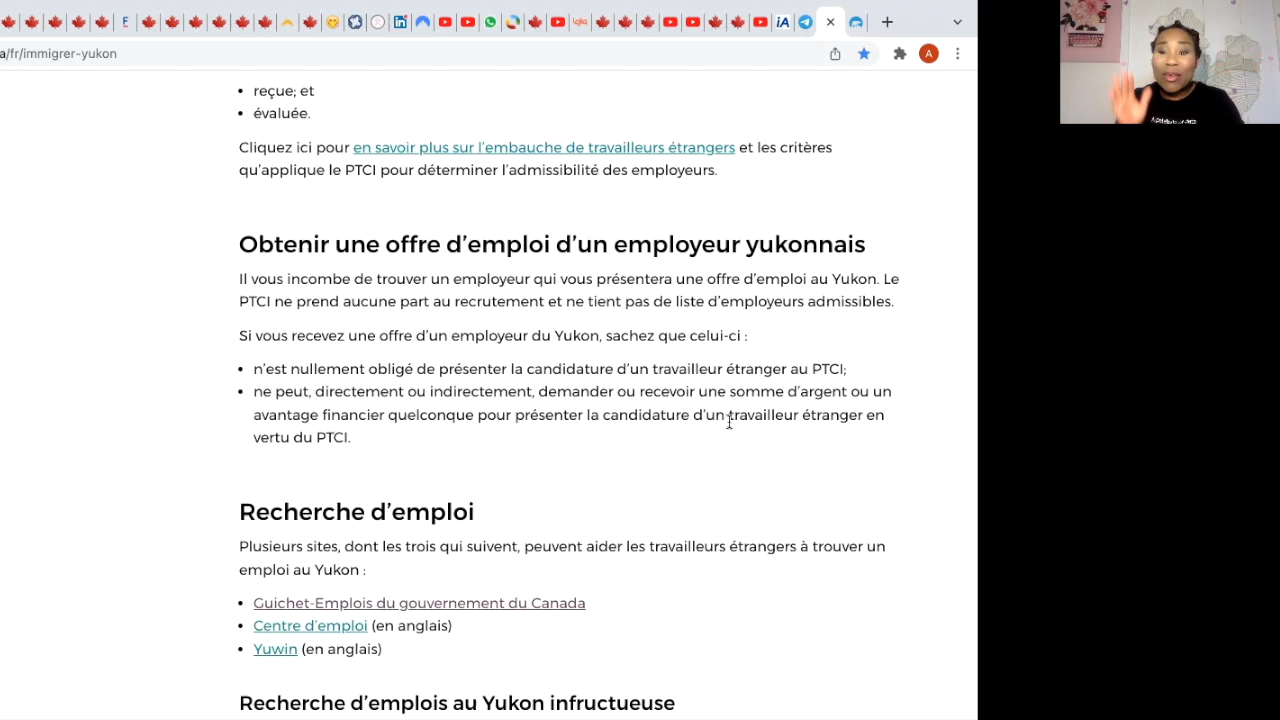 a/fr/immigrer-yukon
A
reçue; et
évaluée.
Cliquez ici pour en savoir plus sur l’embauche de travailleurs étrangers et les critères
qu’applique le PTCI pour déterminer l’admissibilité des employeurs.
Obtenir une offre d’emploi d’un employeur yukonnais
Il vous incombe de trouver un employeur qui vous présentera une offre d’emploi au Yukon. Le
PTCI ne prend aucune part au recrutement et ne tient pas de liste d’employeurs admissibles.
Si vous recevez une offre d’un employeur du Yukon, sachez que celui-ci :
n’est nullement obligé de présenter la candidature d’un travailleur étranger au PTCI;
ne peut, directement ou indirectement, demander ou recevoir une somme d’argent ou un
avantage financier quelconque pour présenter la candidature d’un travailleur étranger en
vertu du PTCI.
Recherche d’emploi
Plusieurs sites, dont les trois qui suivent, peuvent aider les travailleurs étrangers à trouver un
emploi au Yukon :
Guichet-Emplois du gouvernement du Canada
Centre d’emploi (en anglais)
Yuwin (en anglais)
Recherche d’emplois au Yukon infructueuse